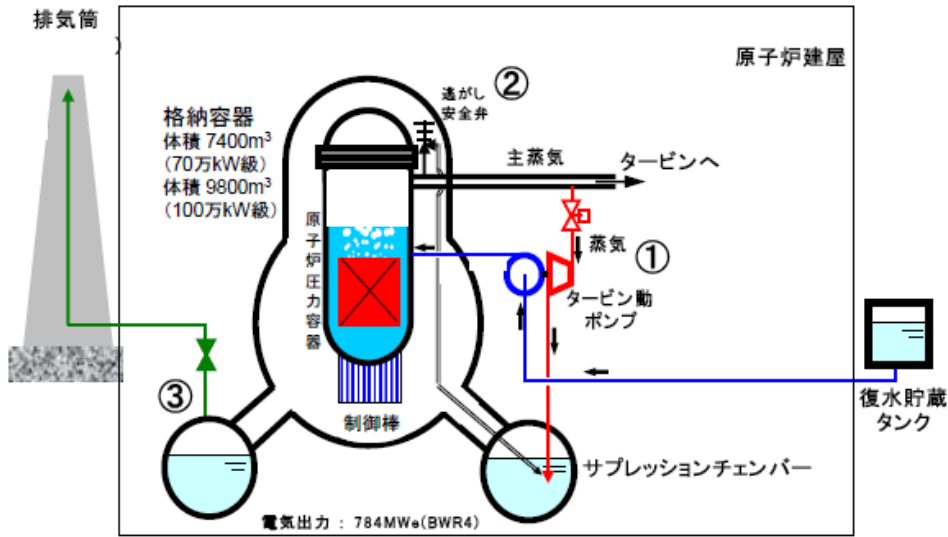 排気筒
)
原子炉建屋
②
逃がし
安全弁
格納容器
体積 7400m³
(70万kW級)
体積 9800m³
(100万kW級)
主蒸気
タービンへ
原子炉圧力容器
蒸気
①
タービン動
ポンプ
復水貯蔵
タンク
③
制御棒
サプレッションチェンバー
電気出力 : 784MWe(BWR4)